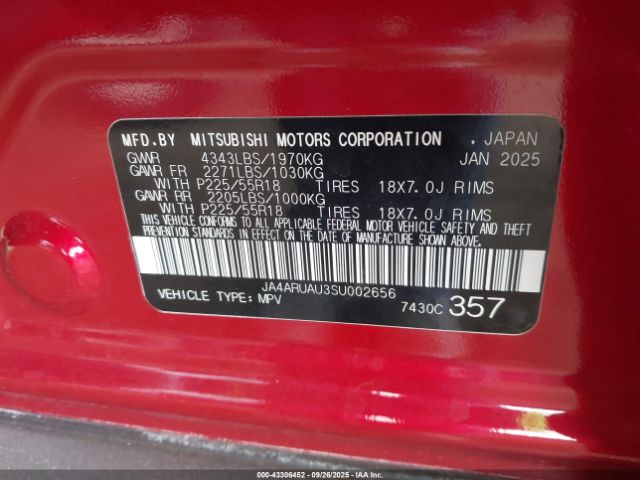 MFD.BY MITSUBISHI MOTORS CORPORATION . JAPAN
GVWR 4343LBS/1970KG JAN 2025
GAWR FR 2271LBS/1030KG
WITH P225/55R18 TIRES 18X7.0J RIMS
GAWR RR 2205LBS/1000KG
WITH P225/55R18 TIRES 18X7.0J RIMS
THIS VEHICLE CONFORMS TO ALL APPLICABLE FEDERAL MOTOR VEHICLE SAFETY AND THEFT
PREVENTION STANDARDS IN EFFECT ON THE DATE OF MANUFACTURE SHOWN ABOVE.
JA4ARUAU3SU002656
VEHICLE TYPE: MPV 7430C 357
000-43306452 - 09/26/2025 - IAAI.COM - COPART